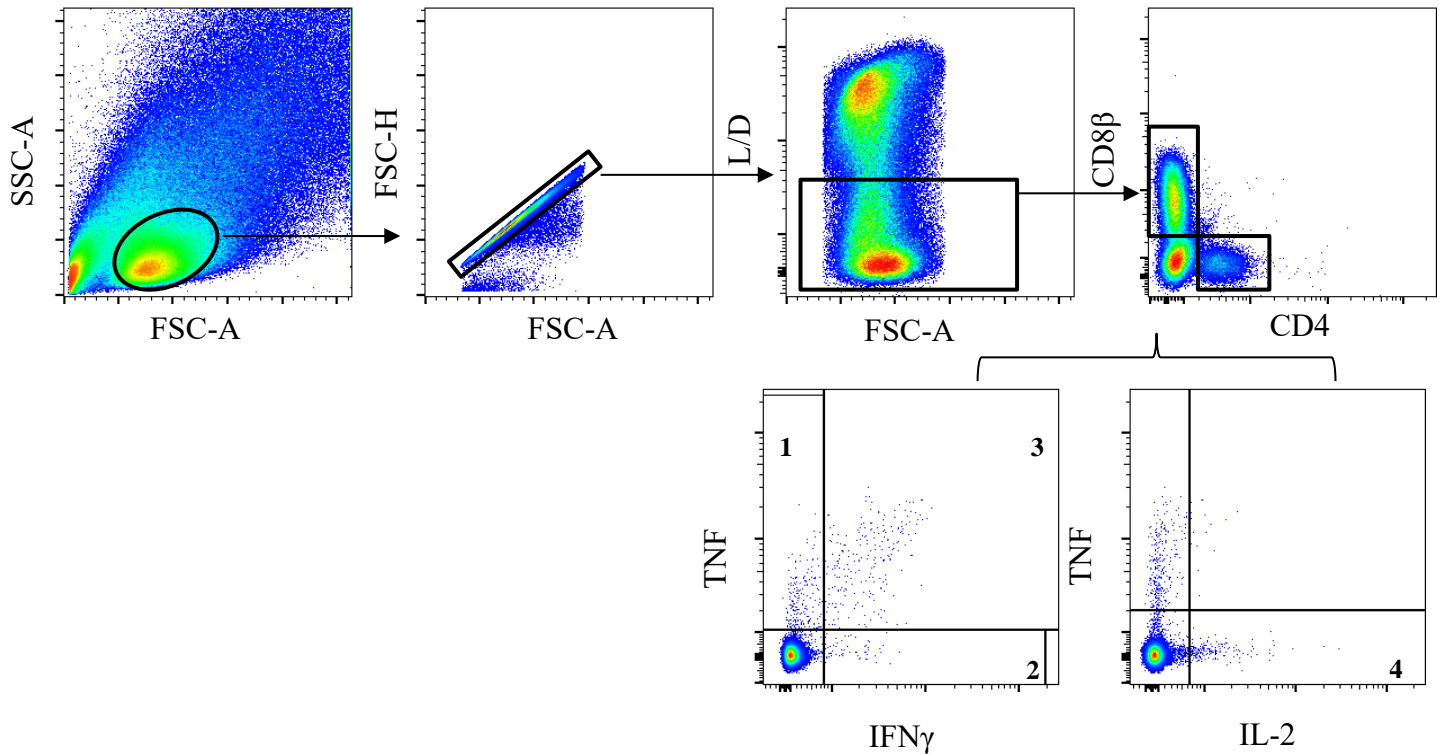 SSC-A
FSC-A
FSC-H
FSC-A
L/D
FSC-A
CD8β
CD4
TNF
1
3
2
IFNγ
TNF
4
IL-2